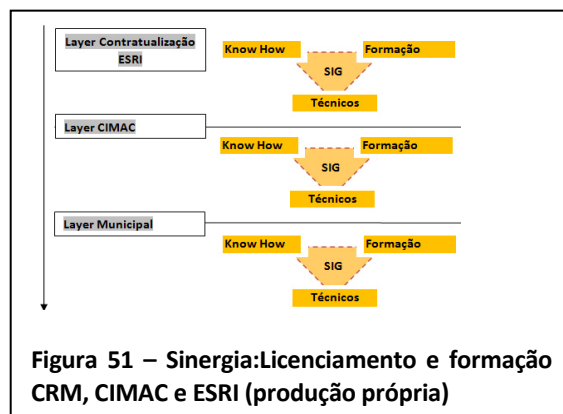 Layer Contratualização
ESRI
Know How
Formação
SIG
Técnicos
Layer CIMAC
Know How
Formação
SIG
Técnicos
Layer Municipal
Know How
Formação
SIG
Técnicos
Figura 51 – Sinergia:Licenciamento e formação
CRM, CIMAC e ESRI (produção própria)